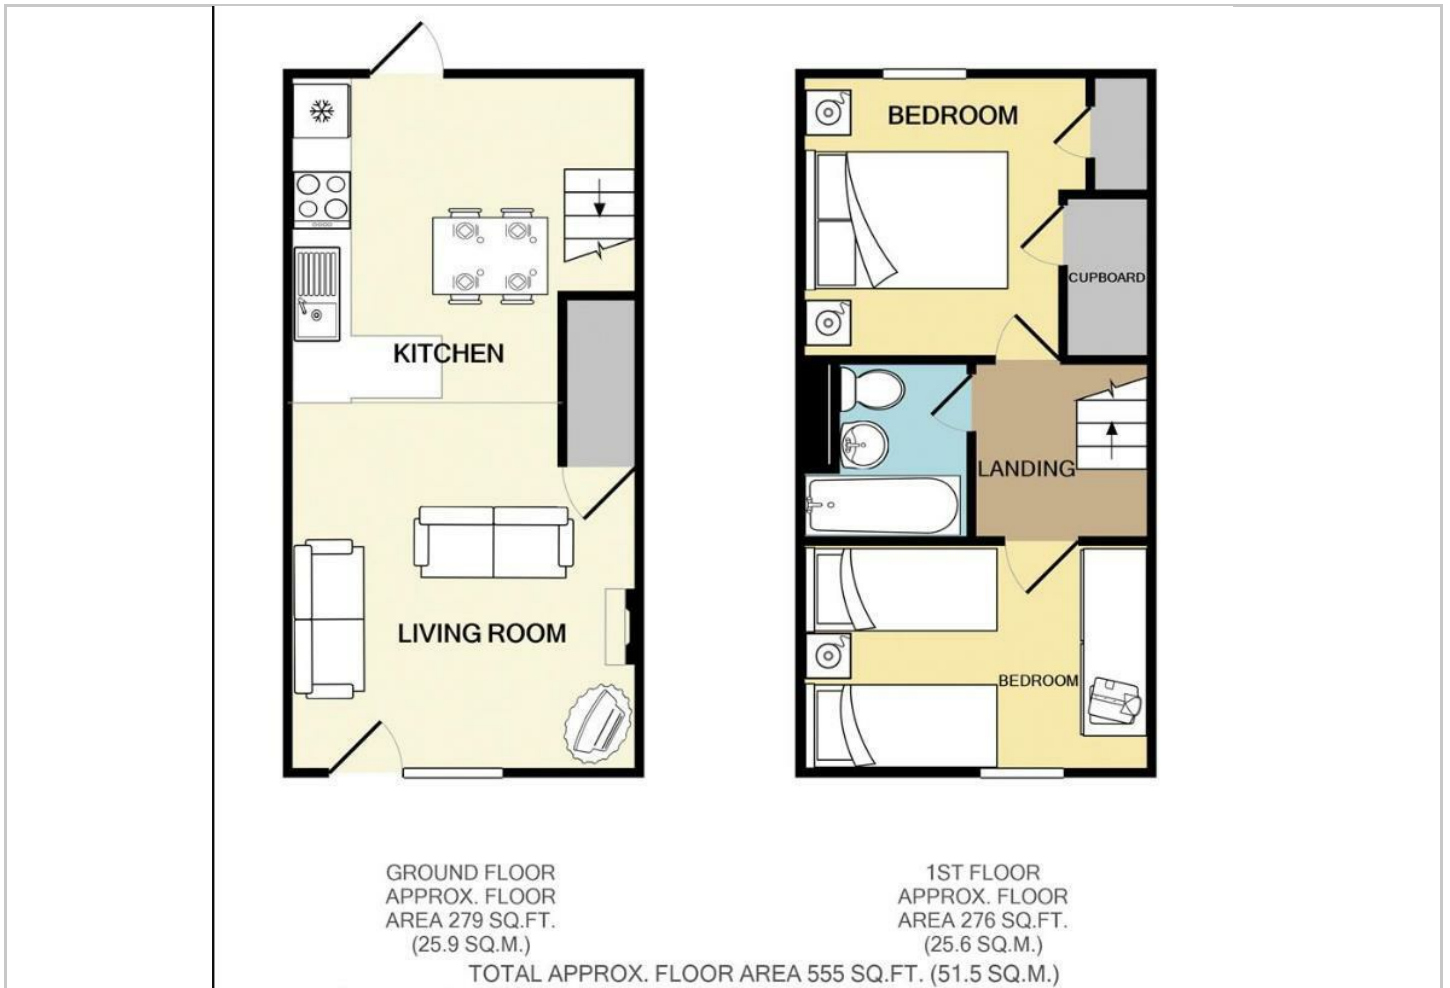 BEDROOM
CUPBOARD
KITCHEN
LANDING
LIVING ROOM
BEDROOM
GROUND FLOOR
APPROX. FLOOR
AREA 279 SQ.FT.
(25.9 SQ.M.)
1ST FLOOR
APPROX. FLOOR
AREA 276 SQ.FT.
(25.6 SQ.M.)
TOTAL APPROX. FLOOR AREA 555 SQ.FT. (51.5 SQ.M.)